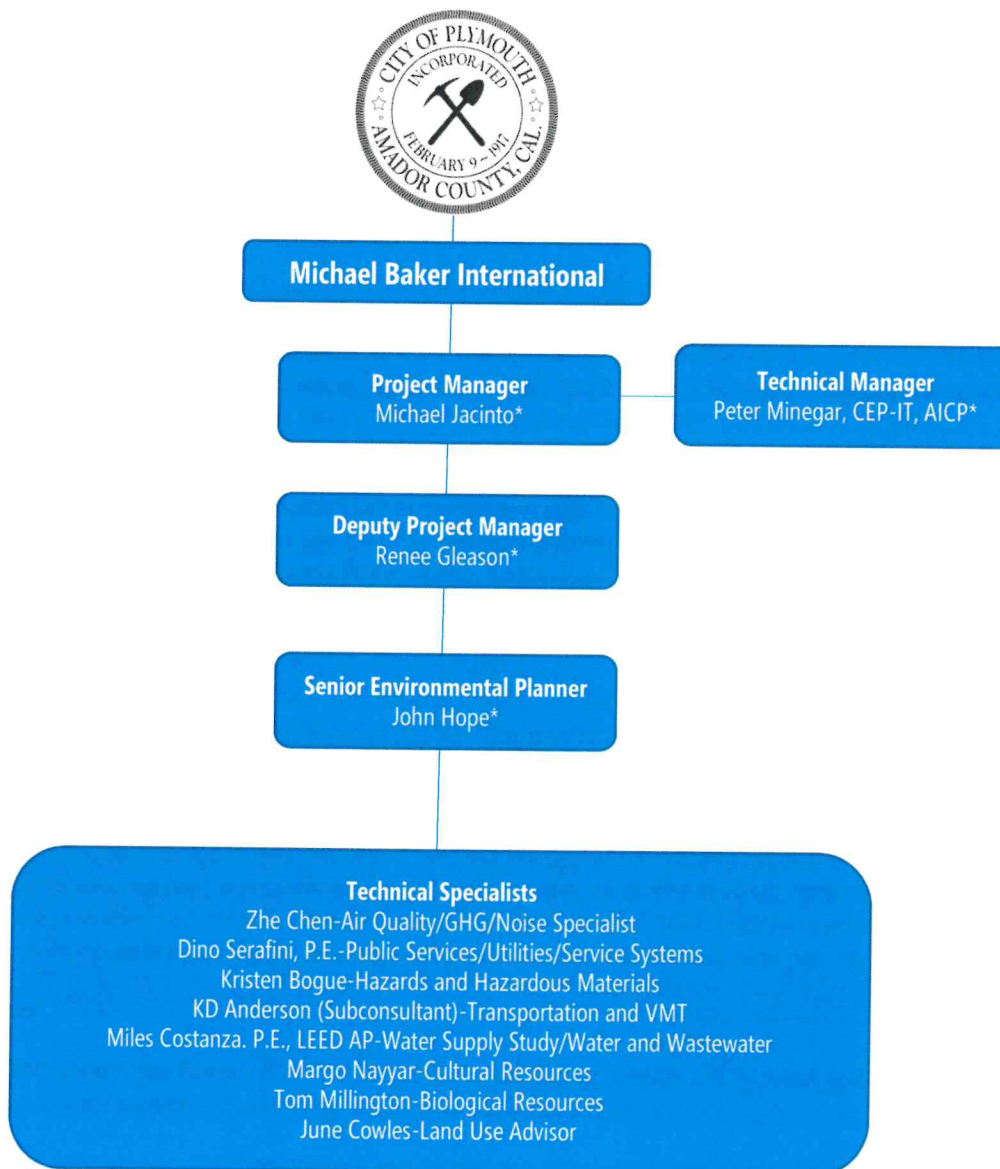 CITY OF PLYMOUTH
INCORPORATED
FEBRUARY 9 ~ 1917
AMADOR COUNTY, CAL.
Michael Baker International
Project Manager
Michael Jacinto*
Technical Manager
Peter Minegar, CEP-IT, AICP*
Deputy Project Manager
Renee Gleason*
Senior Environmental Planner
John Hope*
Technical Specialists
Zhe Chen-Air Quality/GHG/Noise Specialist
Dino Serafini, P.E.-Public Services/Utilities/Service Systems
Kristen Bogue-Hazards and Hazardous Materials
KD Anderson (Subconsultant)-Transportation and VMT
Miles Costanza. P.E., LEED AP-Water Supply Study/Water and Wastewater
Margo Nayyar-Cultural Resources
Tom Millington-Biological Resources
June Cowles-Land Use Advisor